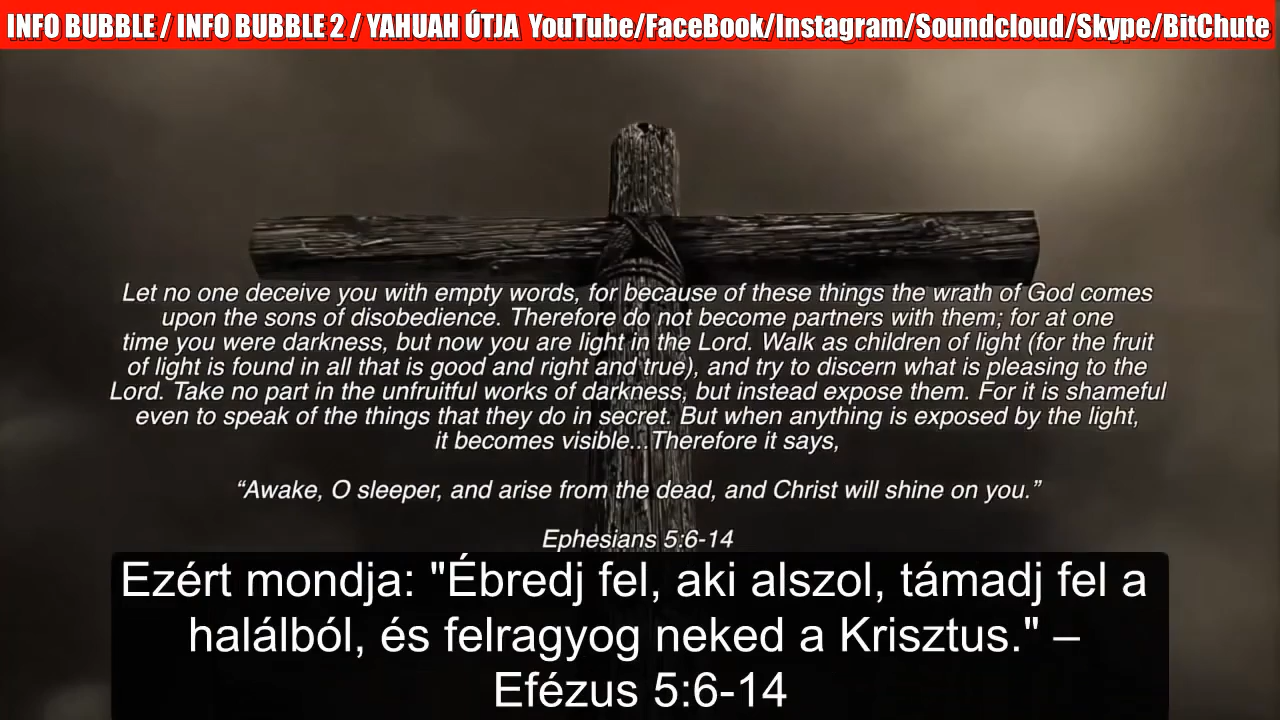 INFO BUBBLE / INFO BUBBLE 2 / YAHUAH ÚTJA YouTube/FaceBook/Instagram/Soundcloud/Skype/BitChute
Let no one deceive you with empty words, for because of these things the wrath of God comes
upon the sons of disobedience. Therefore do not become partners with them; for at one
time you were darkness, but now you are light in the Lord. Walk as children of light (for the fruit
of light is found in all that is good and right and true), and try to discern what is pleasing to the
Lord. Take no part in the unfruitful works of darkness, but instead expose them. For it is shameful
even to speak of the things that they do in secret. But when anything is exposed by the light,
it becomes visible...Therefore it says,
“Awake, O sleeper, and arise from the dead, and Christ will shine on you.”
Ephesians 5:6-14
Ezért mondja: "Ébredj fel, aki alszol, támadj fel a
halálból, és felragyog neked a Krisztus." –
Efézus 5:6-14